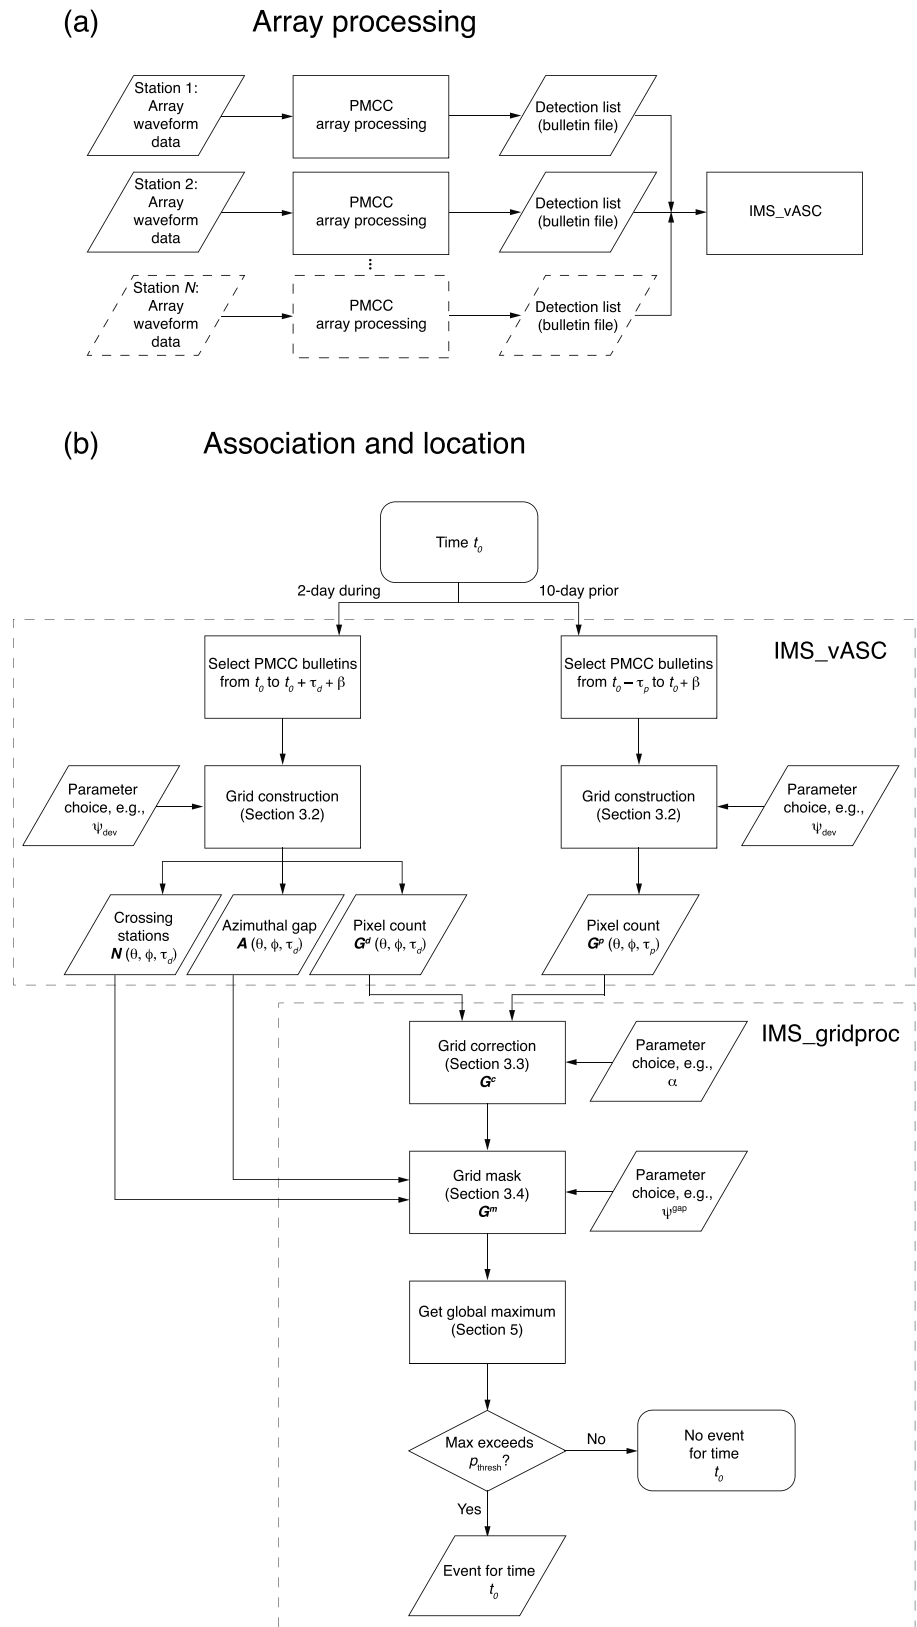 (a) Array processing
Station 1:
Array
waveform
data
PMCC
array processing
Detection list
(bulletin file)
Station 2:
Array
waveform
data
PMCC
array processing
Detection list
(bulletin file)
IMS_vASC
Station N:
Array
waveform
data
PMCC
array processing
Detection list
(bulletin file)
(b) Association and location
Time t0
2-day during
10-day prior
IMS_vASC
Select PMCC bulletins
from t0 to t0 + τd + β
Select PMCC bulletins
from t0 – τp to t0 + β
Parameter
choice, e.g.,
ψdev
Grid construction
(Section 3.2)
Grid construction
(Section 3.2)
Parameter
choice, e.g.,
ψdev
Crossing
stations
N (θ, ϕ, τd)
Azimuthal gap
A (θ, ϕ, τd)
Pixel count
Gd (θ, ϕ, τd)
Pixel count
Gp (θ, ϕ, τp)
IMS_gridproc
Grid correction
(Section 3.3)
Gc
Parameter
choice, e.g.,
α
Grid mask
(Section 3.4)
Gm
Parameter
choice, e.g.,
ψgap
Get global maximum
(Section 5)
Max exceeds
pthresh?
No
No event
for time
t0
Yes
Event for time
t0